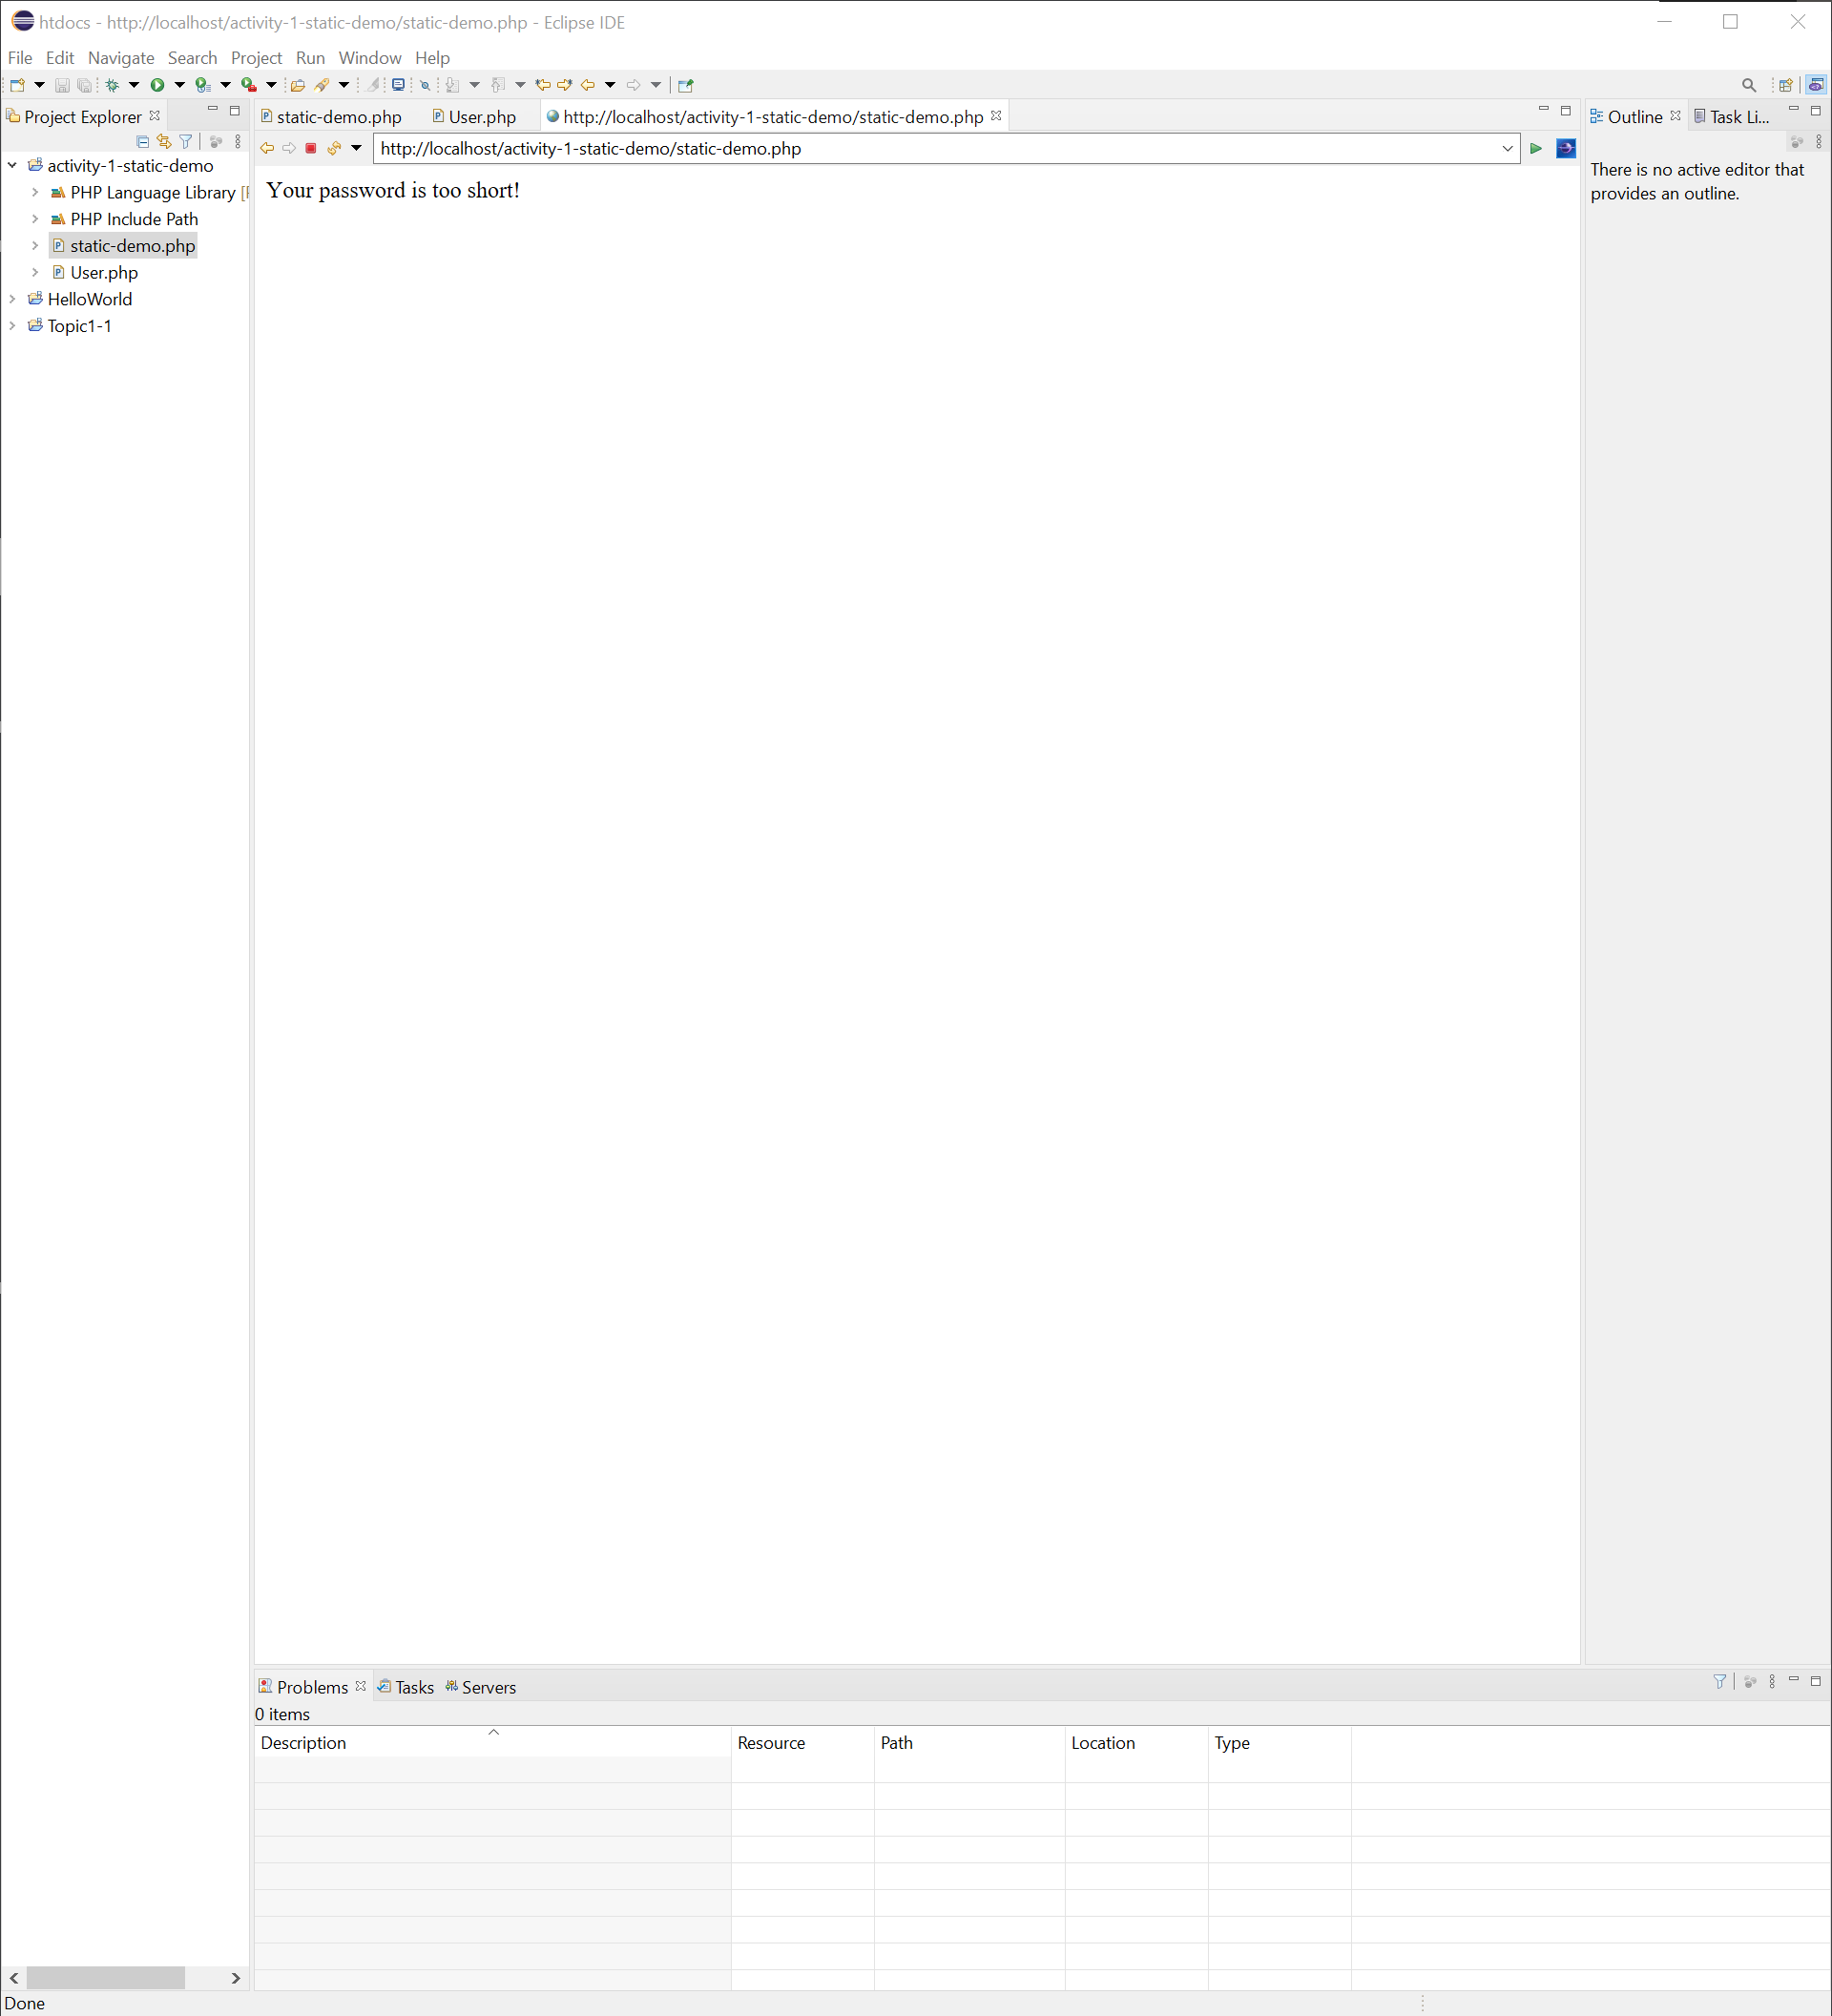 htdocs - http://localhost/activity-1-static-demo/static-demo.php - Eclipse IDE
File Edit Navigate Search Project Run Window Help
Project Explorer
activity-1-static-demo
PHP Language Library
PHP Include Path
static-demo.php
User.php
HelloWorld
Topic1-1
static-demo.php User.php http://localhost/activity-1-static-demo/static-demo.php
http://localhost/activity-1-static-demo/static-demo.php
Your password is too short!
Outline Task Li...
There is no active editor that
provides an outline.
Problems Tasks Servers
0 items
Description Resource Path Location Type
Done